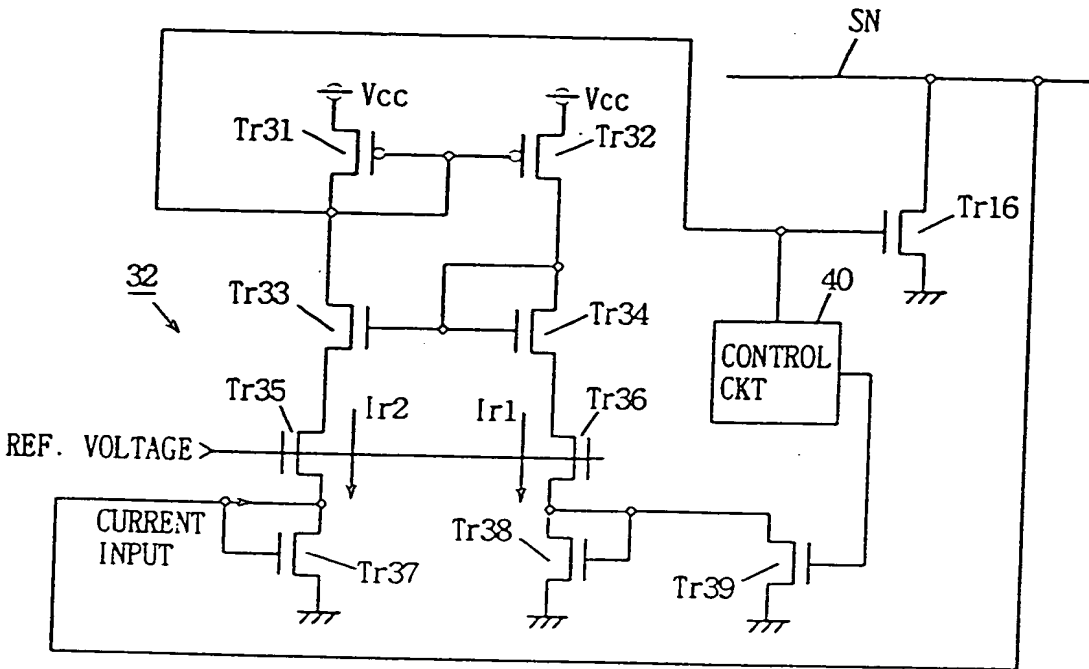 SN
Vcc
Vcc
Tr31
Tr32
Tr16
32
Tr33
Tr34
40
CONTROL
CKT
Tr35
Ir2
Ir1
Tr36
REF. VOLTAGE
CURRENT
INPUT
Tr37
Tr38
Tr39